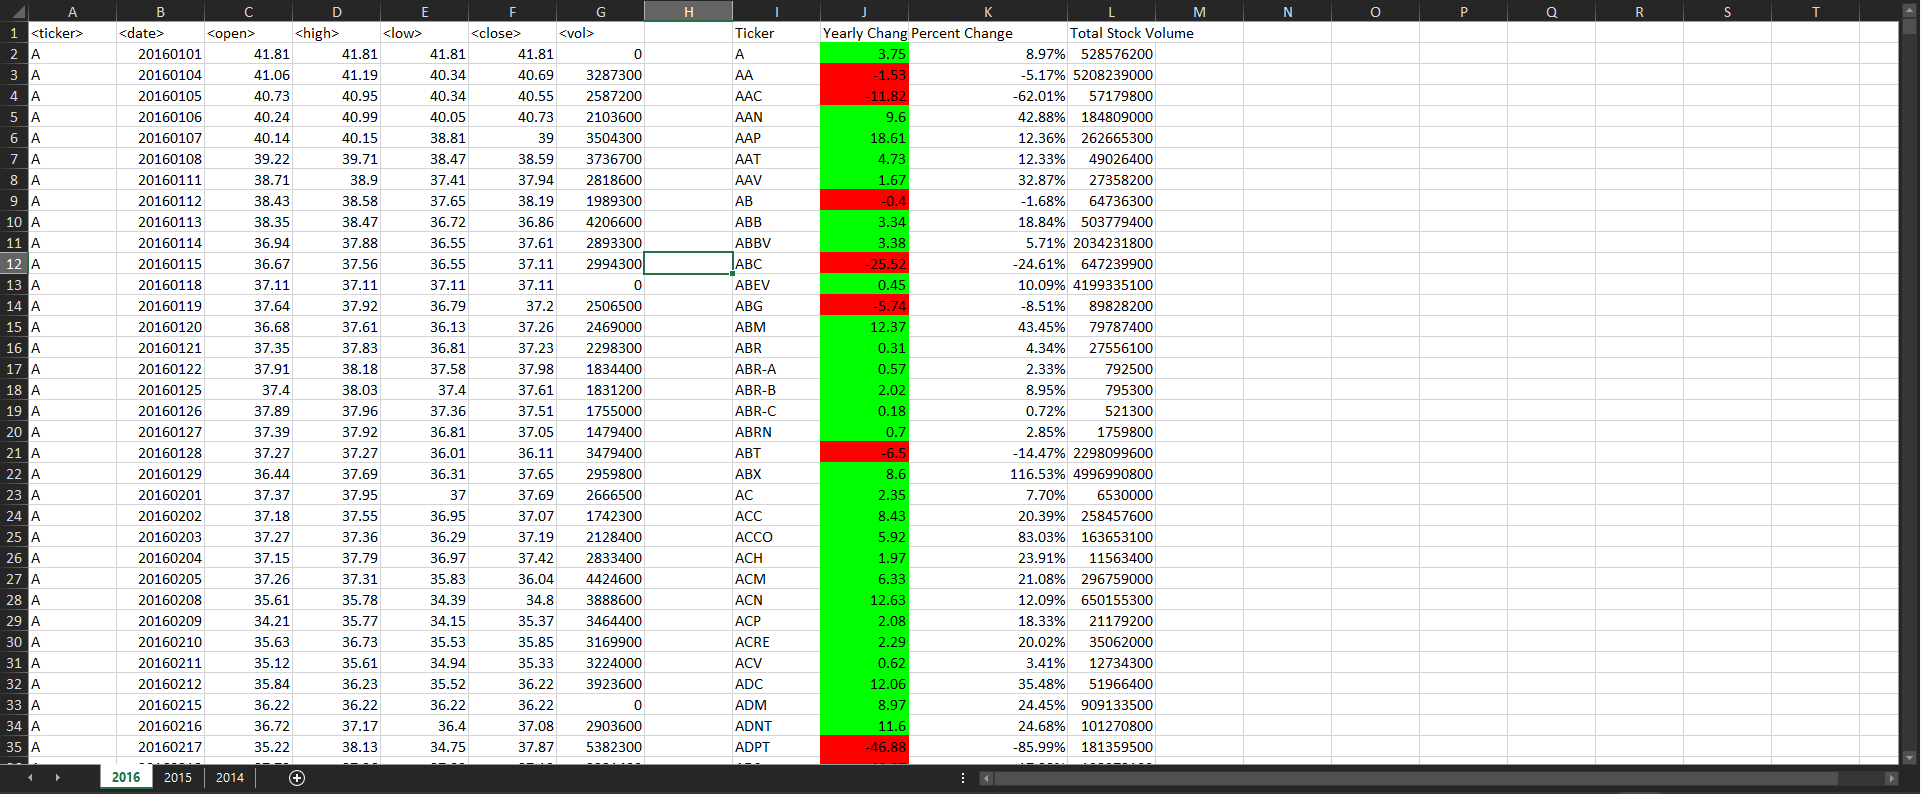 A B C D E F G H I J K L M N O P Q R S T
1 <ticker> <date> <open> <high> <low> <close> <vol> Ticker Yearly Chang Percent Change Total Stock Volume
2 A 20160101 41.81 41.81 41.81 41.81 0 A 3.75 8.97% 528576200
3 A 20160104 41.06 41.19 40.34 40.69 3287300 AA -1.53 -5.17% 5208239000
4 A 20160105 40.73 40.95 40.34 40.55 2587200 AAC -11.82 -62.01% 57179800
5 A 20160106 40.24 40.99 40.05 40.73 2103600 AAN 9.6 42.88% 184809000
6 A 20160107 40.14 40.15 38.81 39 3504300 AAP 18.61 12.36% 262665300
7 A 20160108 39.22 39.71 38.47 38.59 3736700 AAT 4.73 12.33% 49026400
8 A 20160111 38.71 38.9 37.41 37.94 2818600 AAV 1.67 32.87% 27358200
9 A 20160112 38.43 38.58 37.65 38.19 1989300 AB -0.4 -1.68% 64736300
10 A 20160113 38.35 38.47 36.72 36.86 4206600 ABB 3.34 18.84% 503779400
11 A 20160114 36.94 37.88 36.55 37.61 2893300 ABBV 3.38 5.71% 2034231800
12 A 20160115 36.67 37.56 36.55 37.11 2994300 ABC -25.52 -24.61% 647239900
13 A 20160118 37.11 37.11 37.11 37.11 0 ABEV 0.45 10.09% 4199335100
14 A 20160119 37.64 37.92 36.79 37.2 2506500 ABG -5.74 -8.51% 89828200
15 A 20160120 36.68 37.61 36.13 37.26 2469000 ABM 12.37 43.45% 79787400
16 A 20160121 37.35 37.83 36.81 37.23 2298300 ABR 0.31 4.34% 27556100
17 A 20160122 37.91 38.18 37.58 37.98 1834400 ABR-A 0.57 2.33% 792500
18 A 20160125 37.4 38.03 37.4 37.61 1831200 ABR-B 2.02 8.95% 795300
19 A 20160126 37.89 37.96 37.36 37.51 1755000 ABR-C 0.18 0.72% 521300
20 A 20160127 37.39 37.92 36.81 37.05 1479400 ABRN 0.7 2.85% 1759800
21 A 20160128 37.27 37.27 36.01 36.11 3479400 ABT -6.5 -14.47% 2298099600
22 A 20160129 36.44 37.69 36.31 37.65 2959800 ABX 8.6 116.53% 4996990800
23 A 20160201 37.37 37.95 37 37.69 2666500 AC 2.35 7.70% 6530000
24 A 20160202 37.18 37.55 36.95 37.07 1742300 ACC 8.43 20.39% 258457600
25 A 20160203 37.27 37.36 36.29 37.19 2128400 ACCO 5.92 83.03% 163653100
26 A 20160204 37.15 37.79 36.97 37.42 2833400 ACH 1.97 23.91% 11563400
27 A 20160205 37.26 37.31 35.83 36.04 4424600 ACM 6.33 21.08% 296759000
28 A 20160208 35.61 35.78 34.39 34.8 3888600 ACN 12.63 12.09% 650155300
29 A 20160209 34.21 35.77 34.15 35.37 3464400 ACP 2.08 18.33% 21179200
30 A 20160210 35.63 36.73 35.53 35.85 3169900 ACRE 2.29 20.02% 35062000
31 A 20160211 35.12 35.61 34.94 35.33 3224000 ACV 0.62 3.41% 12734300
32 A 20160212 35.84 36.23 35.52 36.22 3923600 ADC 12.06 35.48% 51966400
33 A 20160215 36.22 36.22 36.22 36.22 0 ADM 8.97 24.45% 909133500
34 A 20160216 36.72 37.17 36.4 37.08 2903600 ADNT 11.6 24.68% 101270800
35 A 20160217 35.22 38.13 34.75 37.87 5382300 ADPT -46.88 -85.99% 181359500
2016 2015 2014